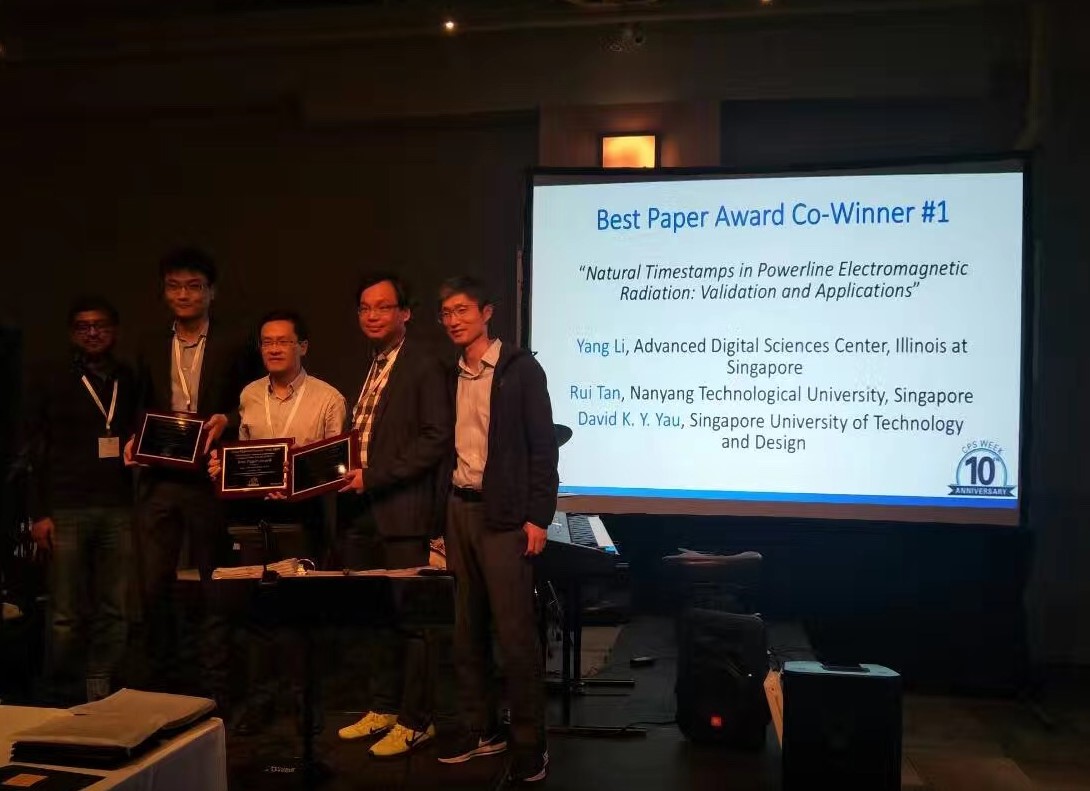 Best Paper Award Co-Winner #1
“Natural Timestamps in Powerline Electromagnetic
Radiation: Validation and Applications”
Yang Li, Advanced Digital Sciences Center, Illinois at
Singapore
Rui Tan, Nanyang Technological University, Singapore
David K. Y. Yau, Singapore University of Technology
and Design
CPS WEEK
10
ANNIVERSARY